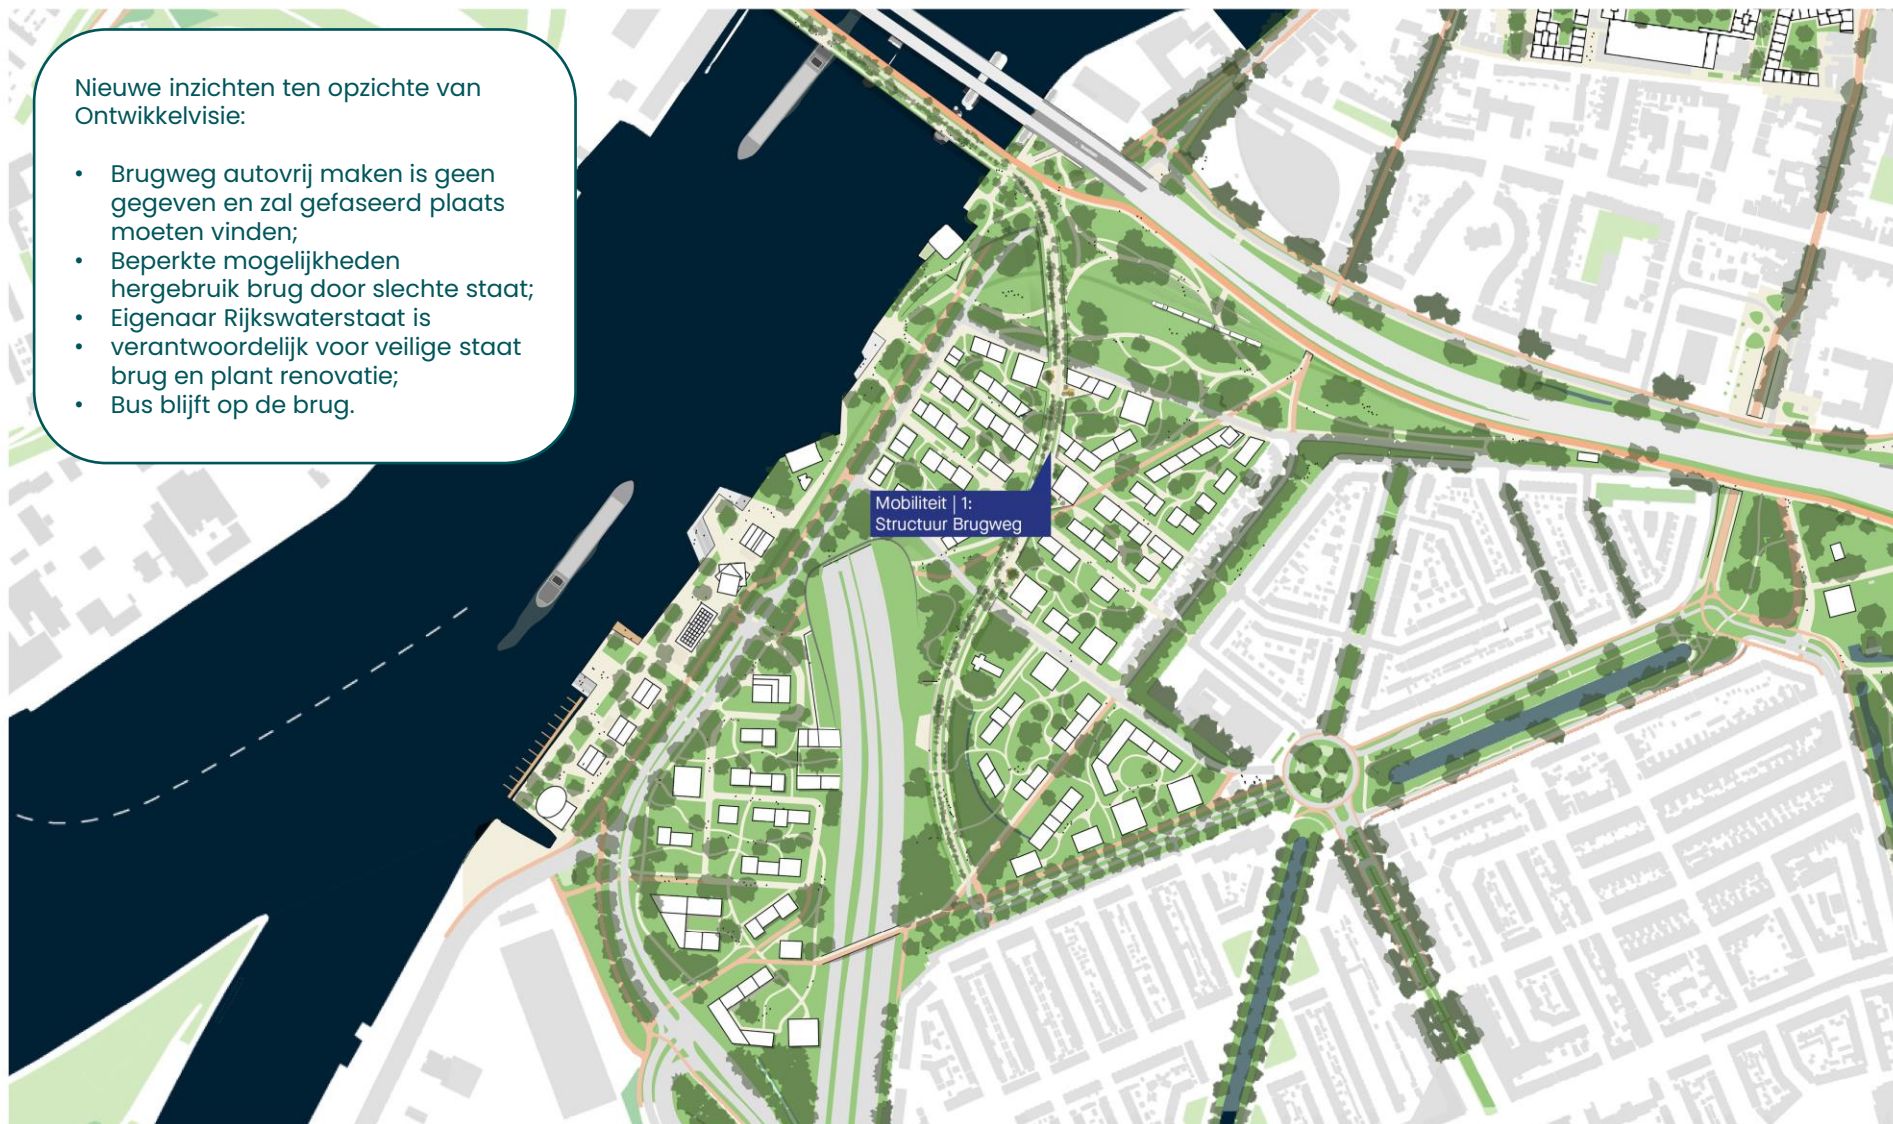 Nieuwe inzichten ten opzichte van
Ontwikkelvisie:
• Brugweg autovrij maken is geen
gegeven en zal gefaseerd plaats
moeten vinden;
• Beperkte mogelijkheden
hergebruik brug door slechte staat;
• Eigenaar Rijkswaterstaat is
• verantwoordelijk voor veilige staat
brug en plant renovatie;
• Bus blijft op de brug.
Mobiliteit | 1:
Structuur Brugweg